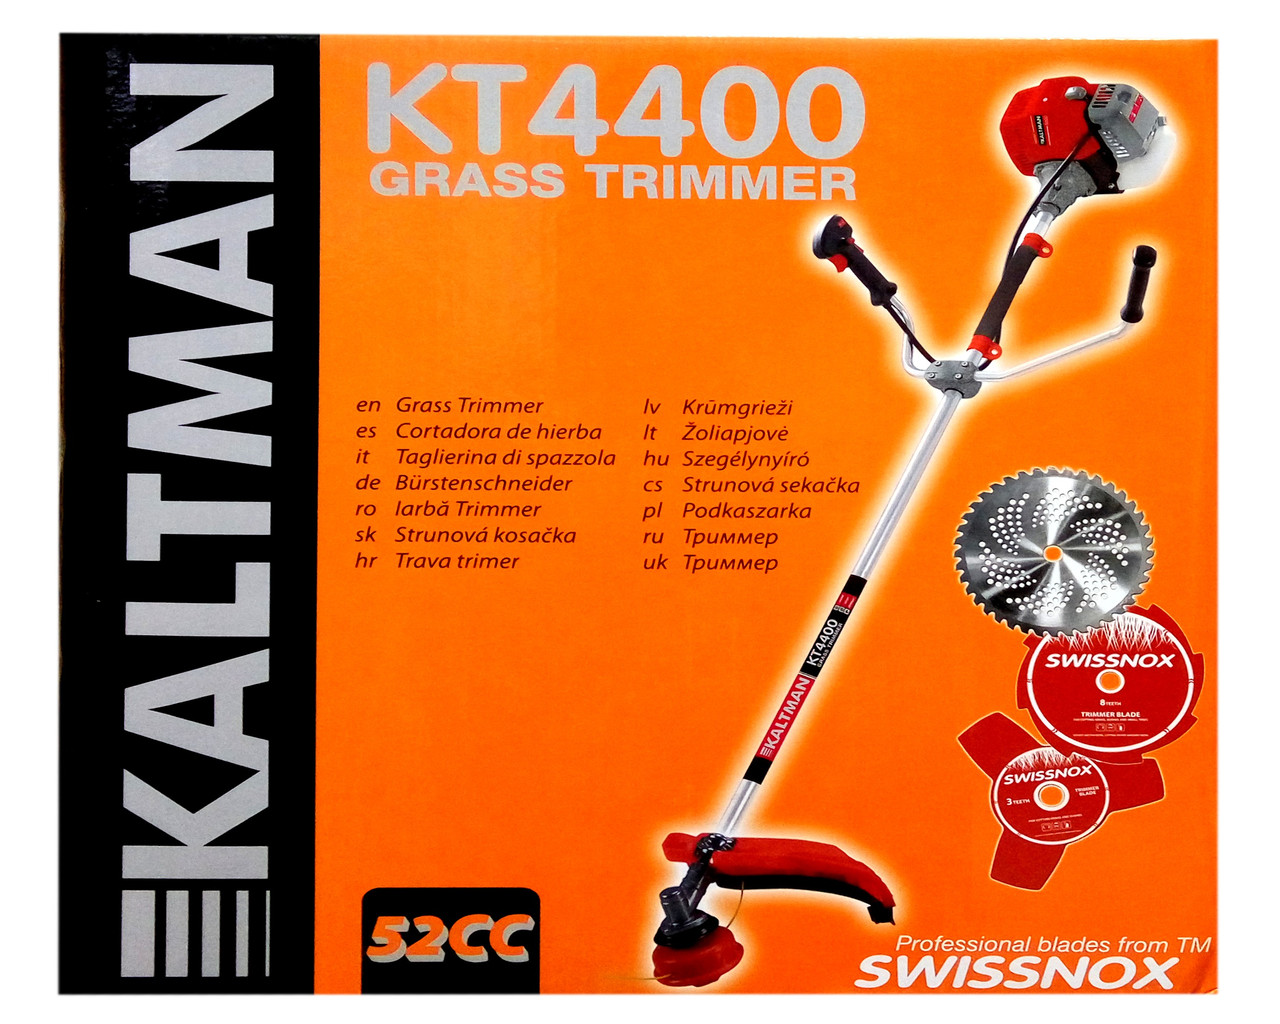 KALTMAN
KT4400
GRASS TRIMMER
KALTMAN
en Grass Trimmer
es Cortadora de hierba
it Taglierina di spazzola
de Bürstenschneider
ro Iarbă Trimmer
sk Strunová kosačka
hr Trava trimer
lv Krūmgrieži
lt Žoliapjovė
hu Szegélynyíró
cs Strunová sekačka
pl Podkaszarka
ru Триммер
uk Триммер
KT4400
GRASS TRIMMER
KALTMAN
SWISSNOX
8 TEETH
TRIMMER BLADE
SWISSNOX
3 TEETH
TRIMMER
BLADE
52CC
Professional blades from TM
SWISSNOX